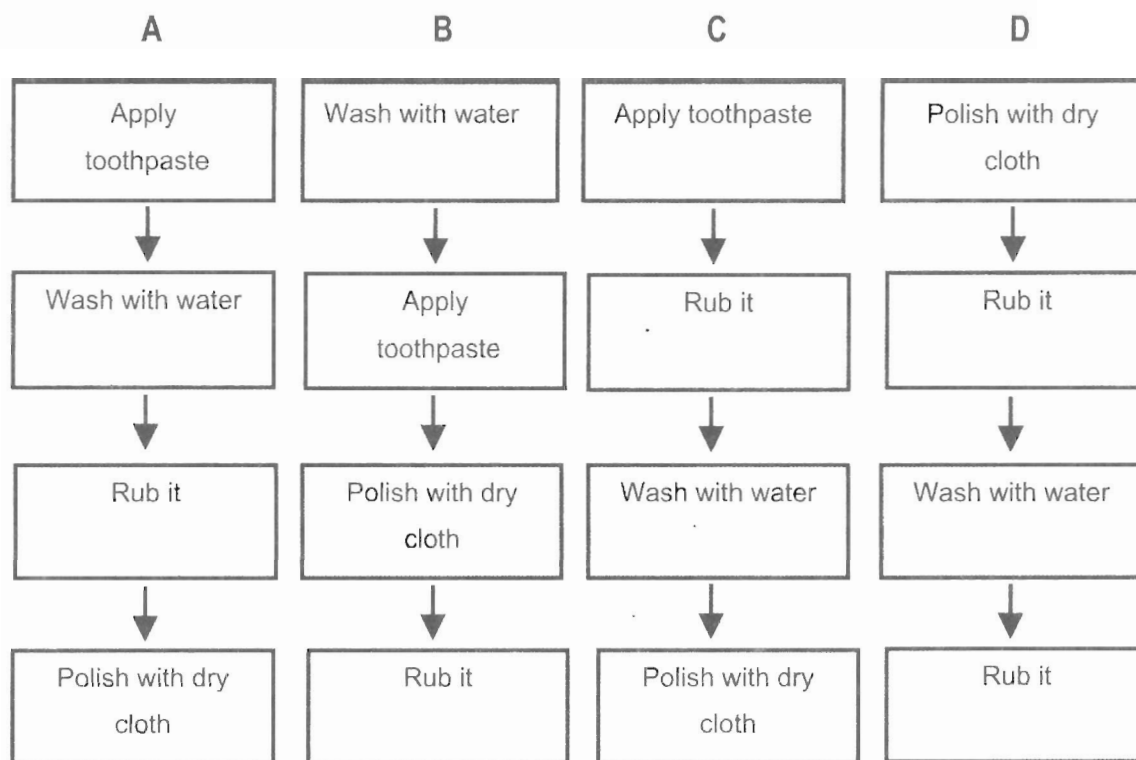 A B C D
Apply
toothpaste
Wash with water
Apply toothpaste
Polish with dry
cloth
Wash with water
Apply
toothpaste
Rub it
Rub it
Rub it
Polish with dry
cloth
Wash with water
Wash with water
Polish with dry
cloth
Rub it
Polish with dry
cloth
Rub it